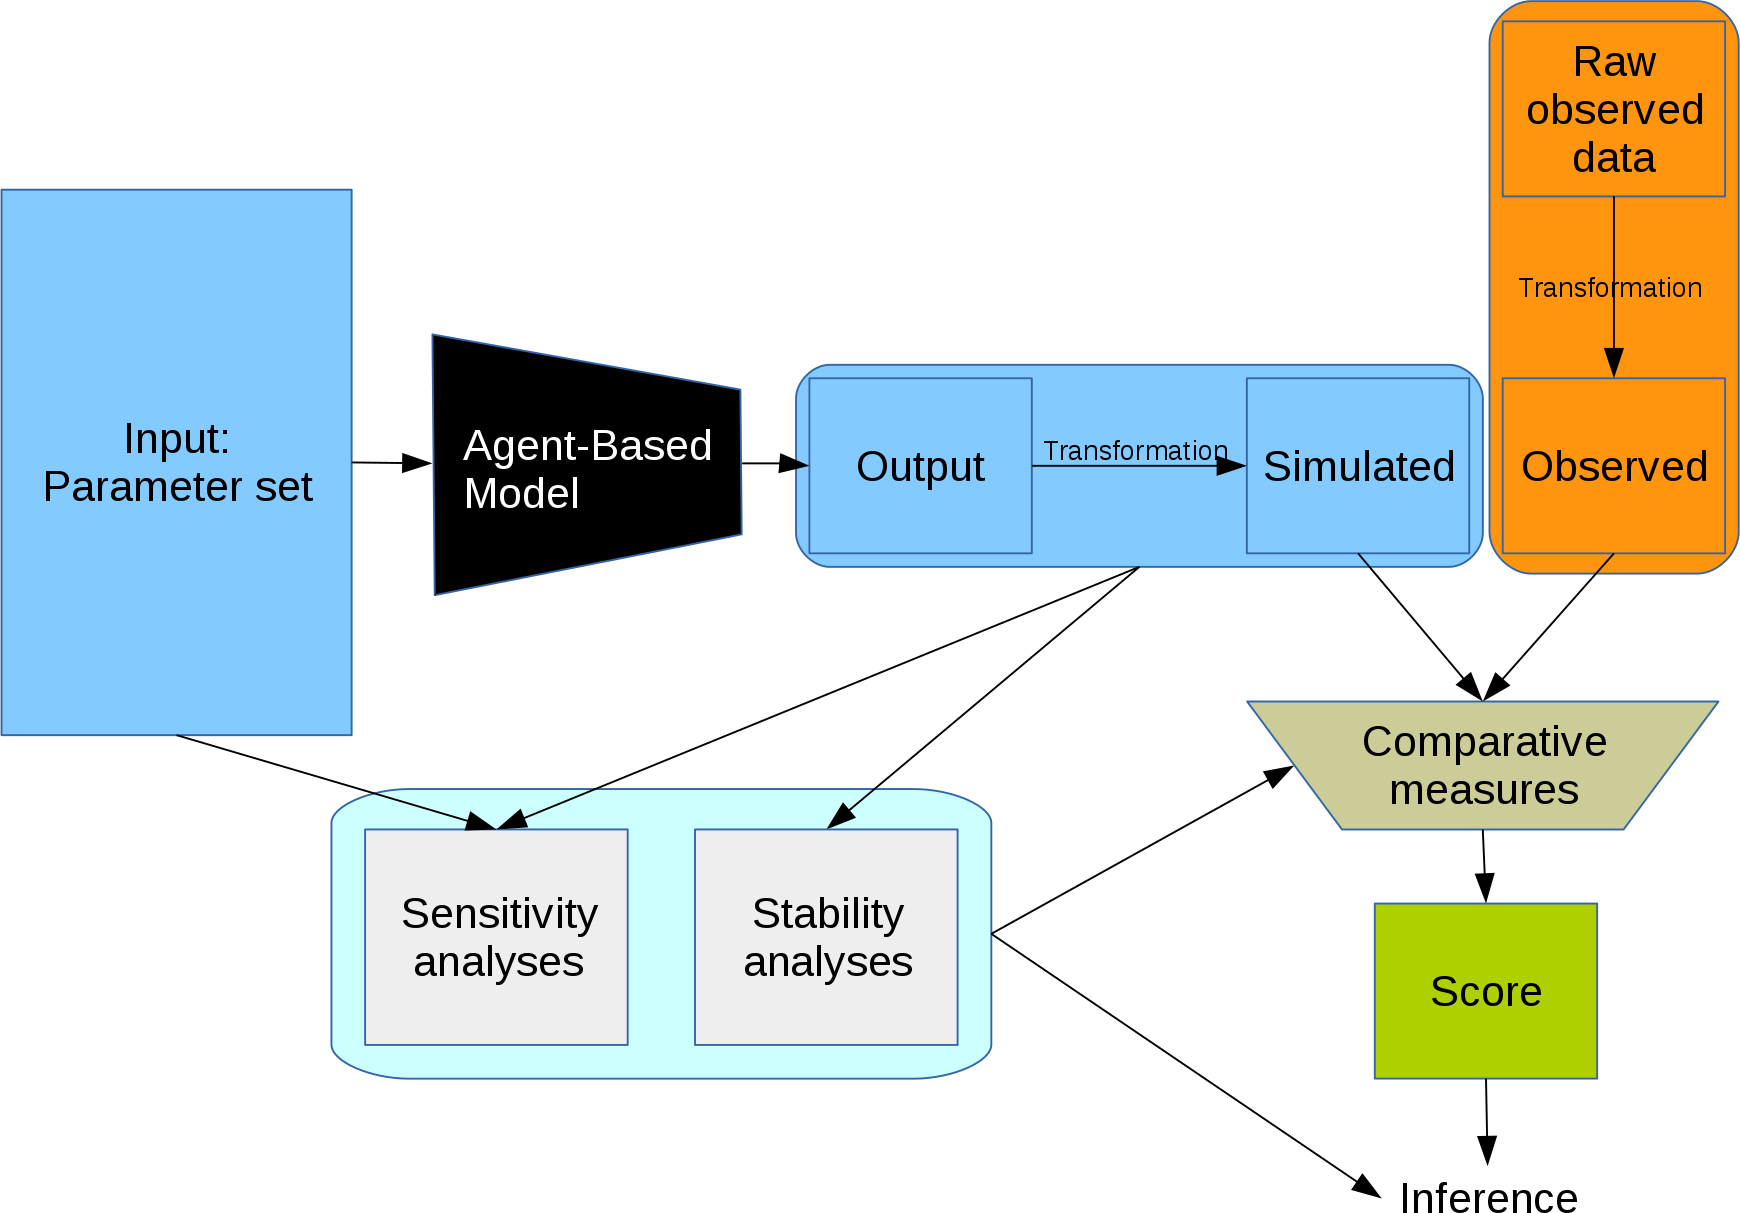 Raw
observed
data
Transformation
Input:
Parameter set
Agent-Based
Model
Output
Transformation
Simulated
Observed
Comparative
measures
Sensitivity
analyses
Stability
analyses
Score
Inference